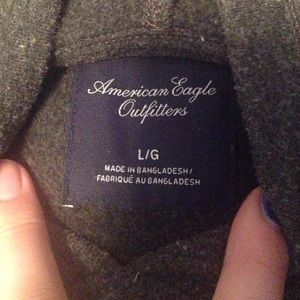 American Eagle
Outfitters
L/G
MADE IN BANGLADESH/
FABRIQUÉ AU BANGLADESH